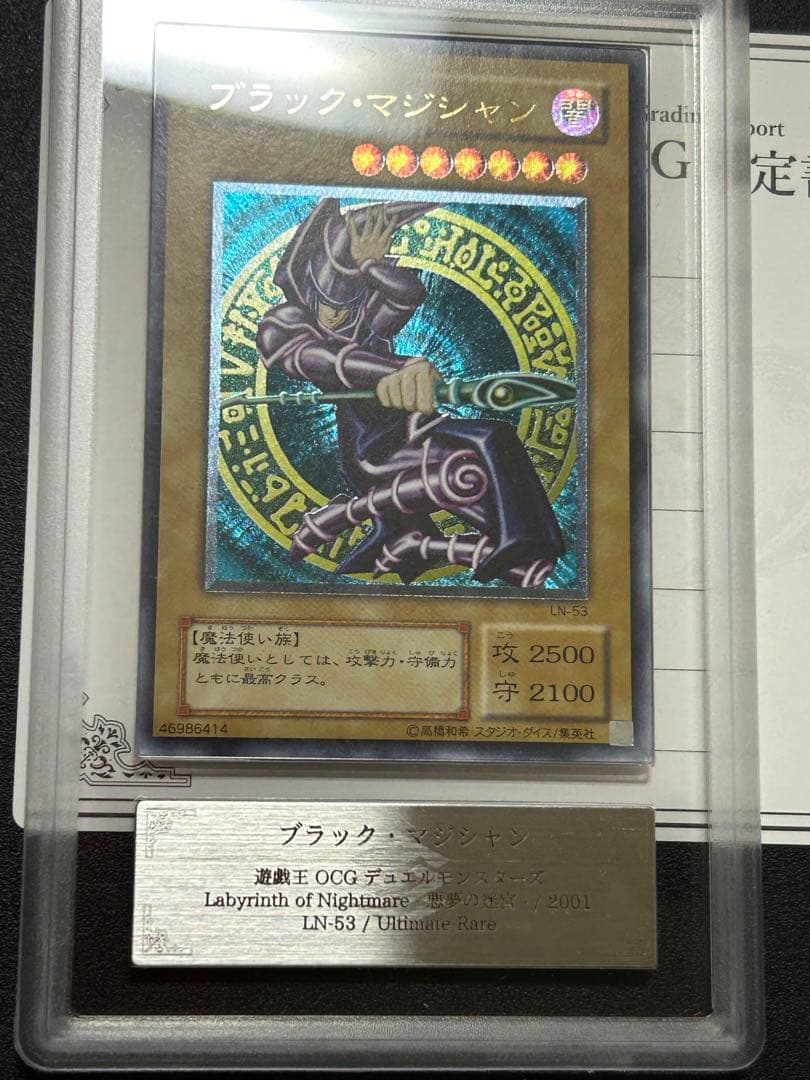 ブラック・マジシャン
闇
LN-53
【魔法使い族】
魔法使いとしては、攻撃力・守備力
ともに最高クラス。
攻 2500
守 2100
46986414
©高橋和希 スタジオ・ダイス/集英社
ブラック・マジシャン
遊戯王 OCG デュエルモンスターズ
Labyrinth of Nightmare -悪夢の迷宮- / 2001
LN-53 / Ultimate Rare